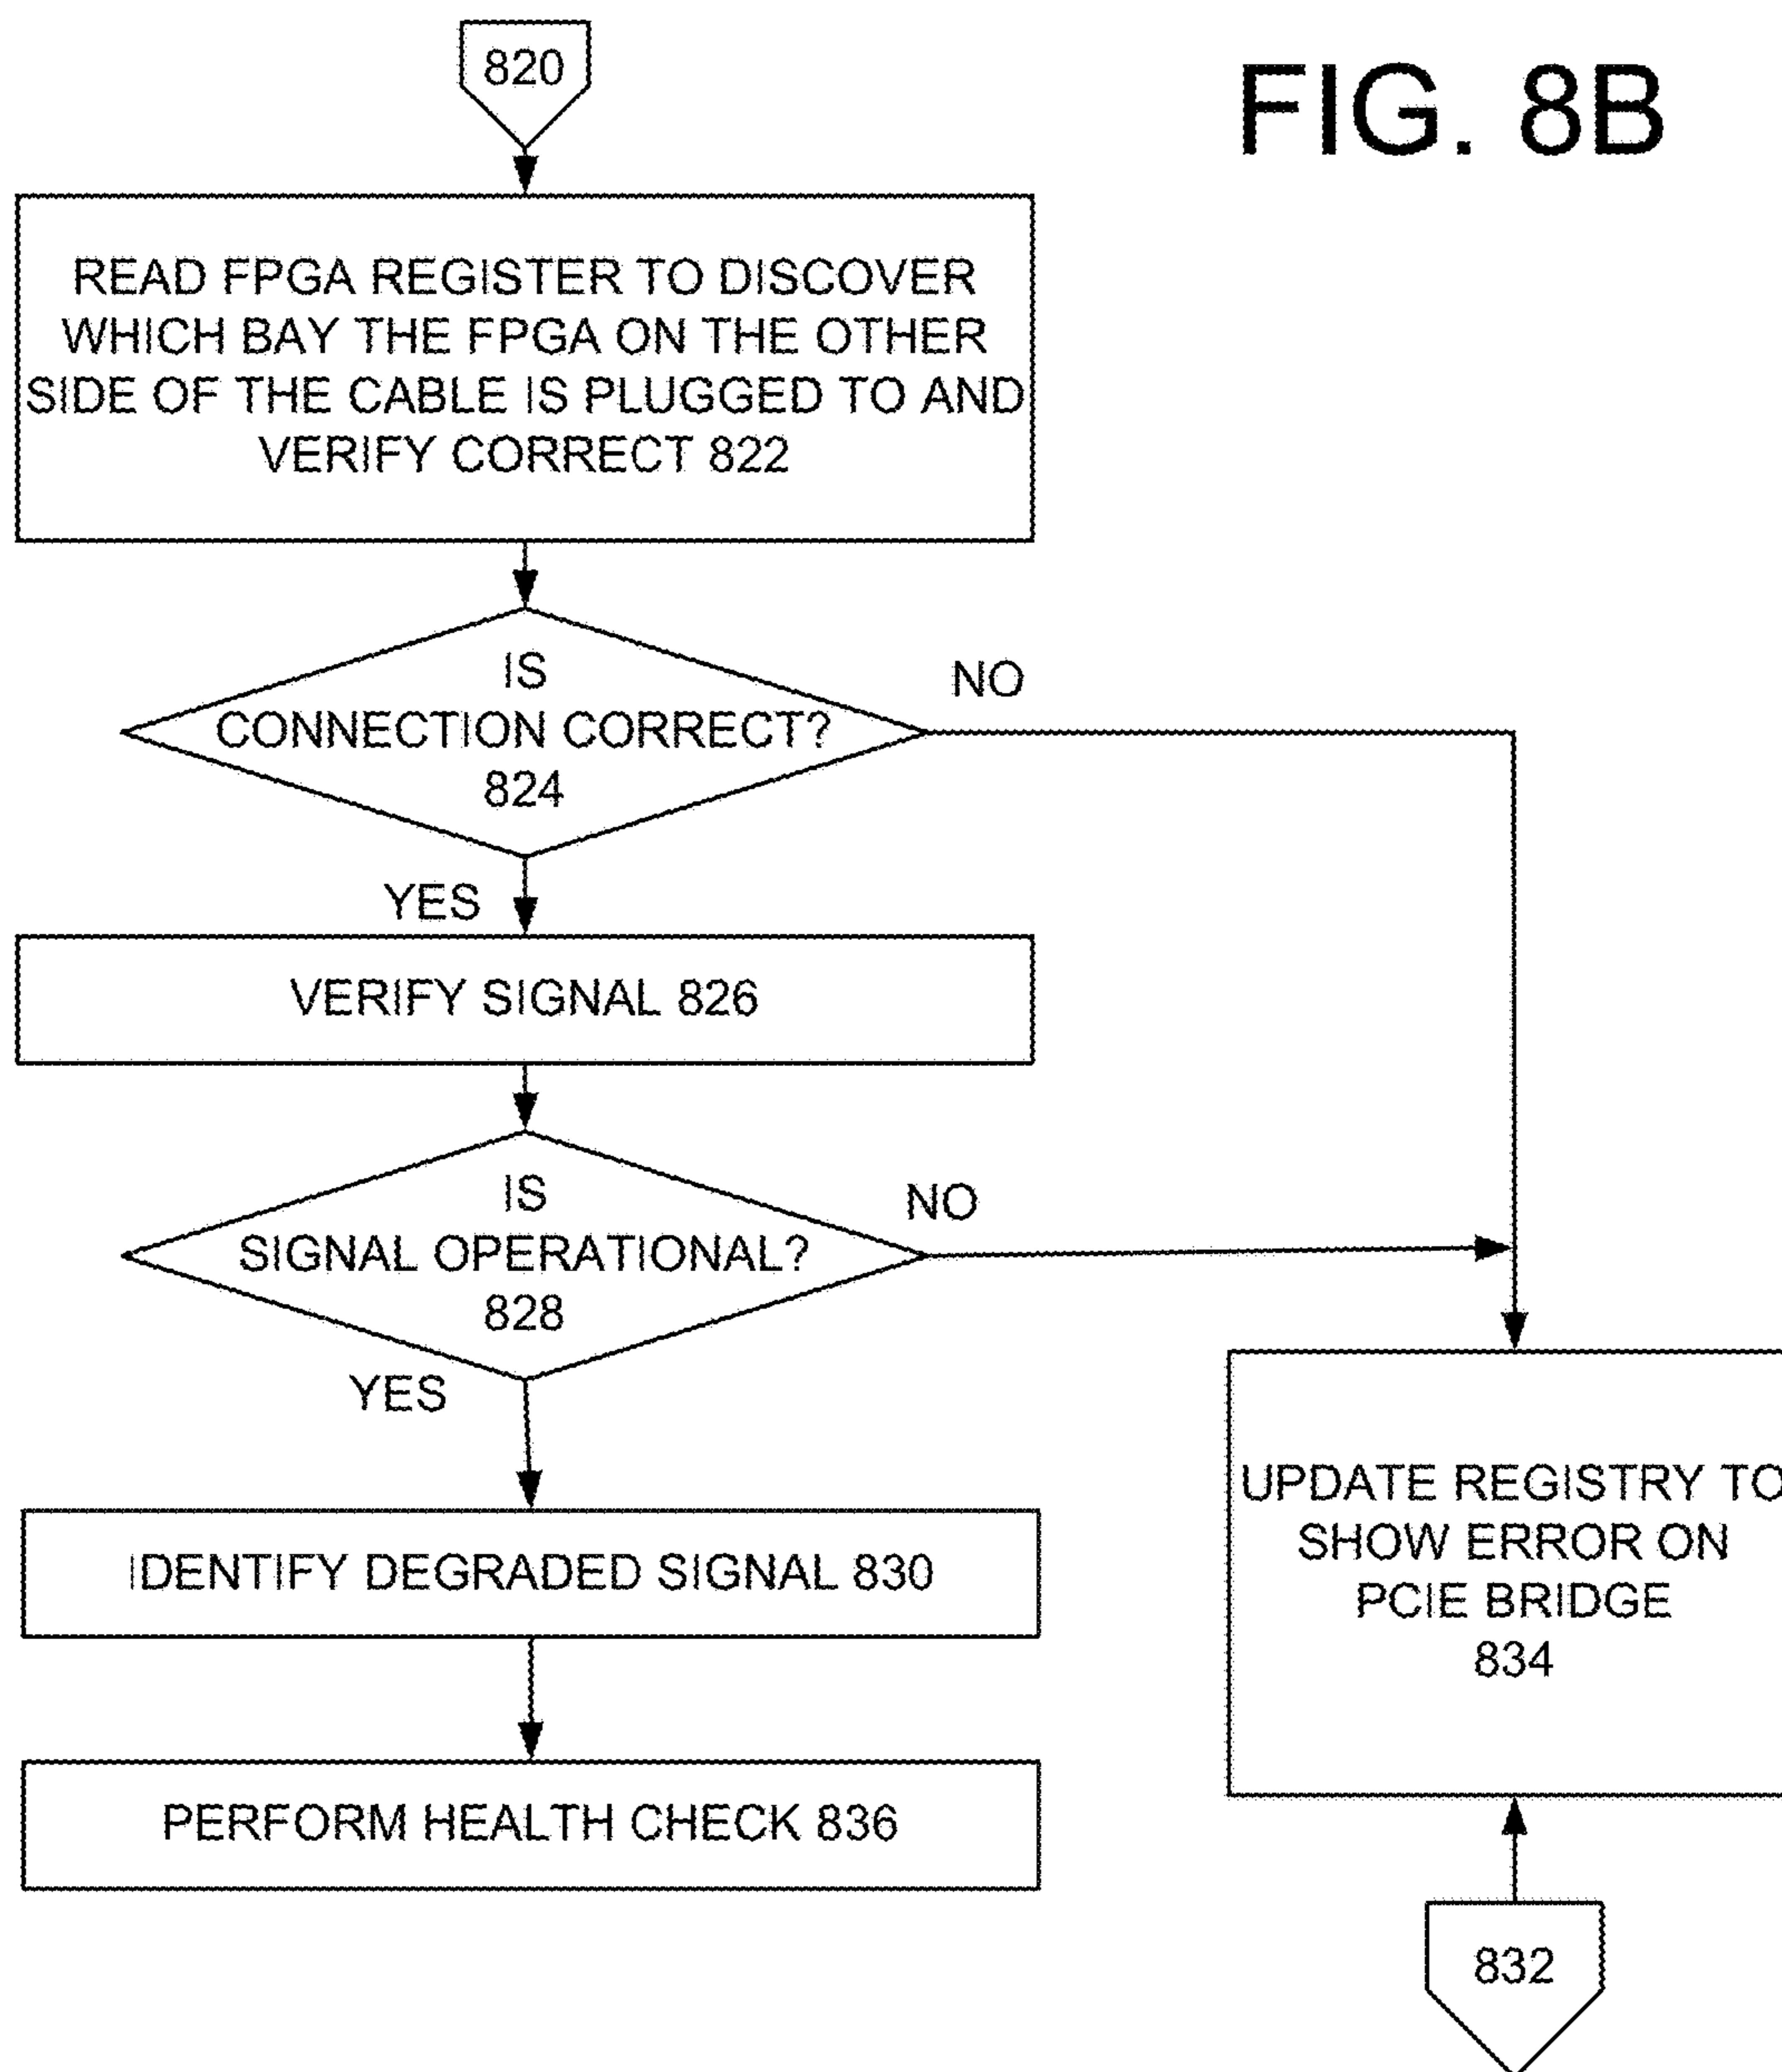 820
FIG. 8B
READ FPGA REGISTER TO DISCOVER
WHICH BAY THE FPGA ON THE OTHER
SIDE OF THE CABLE IS PLUGGED TO AND
VERIFY CORRECT 822
IS
CONNECTION CORRECT?
824
NO
YES
VERIFY SIGNAL 826
IS
SIGNAL OPERATIONAL?
828
NO
YES
IDENTIFY DEGRADED SIGNAL 830
UPDATE REGISTRY TO
SHOW ERROR ON
PCIE BRIDGE
834
PERFORM HEALTH CHECK 836
832